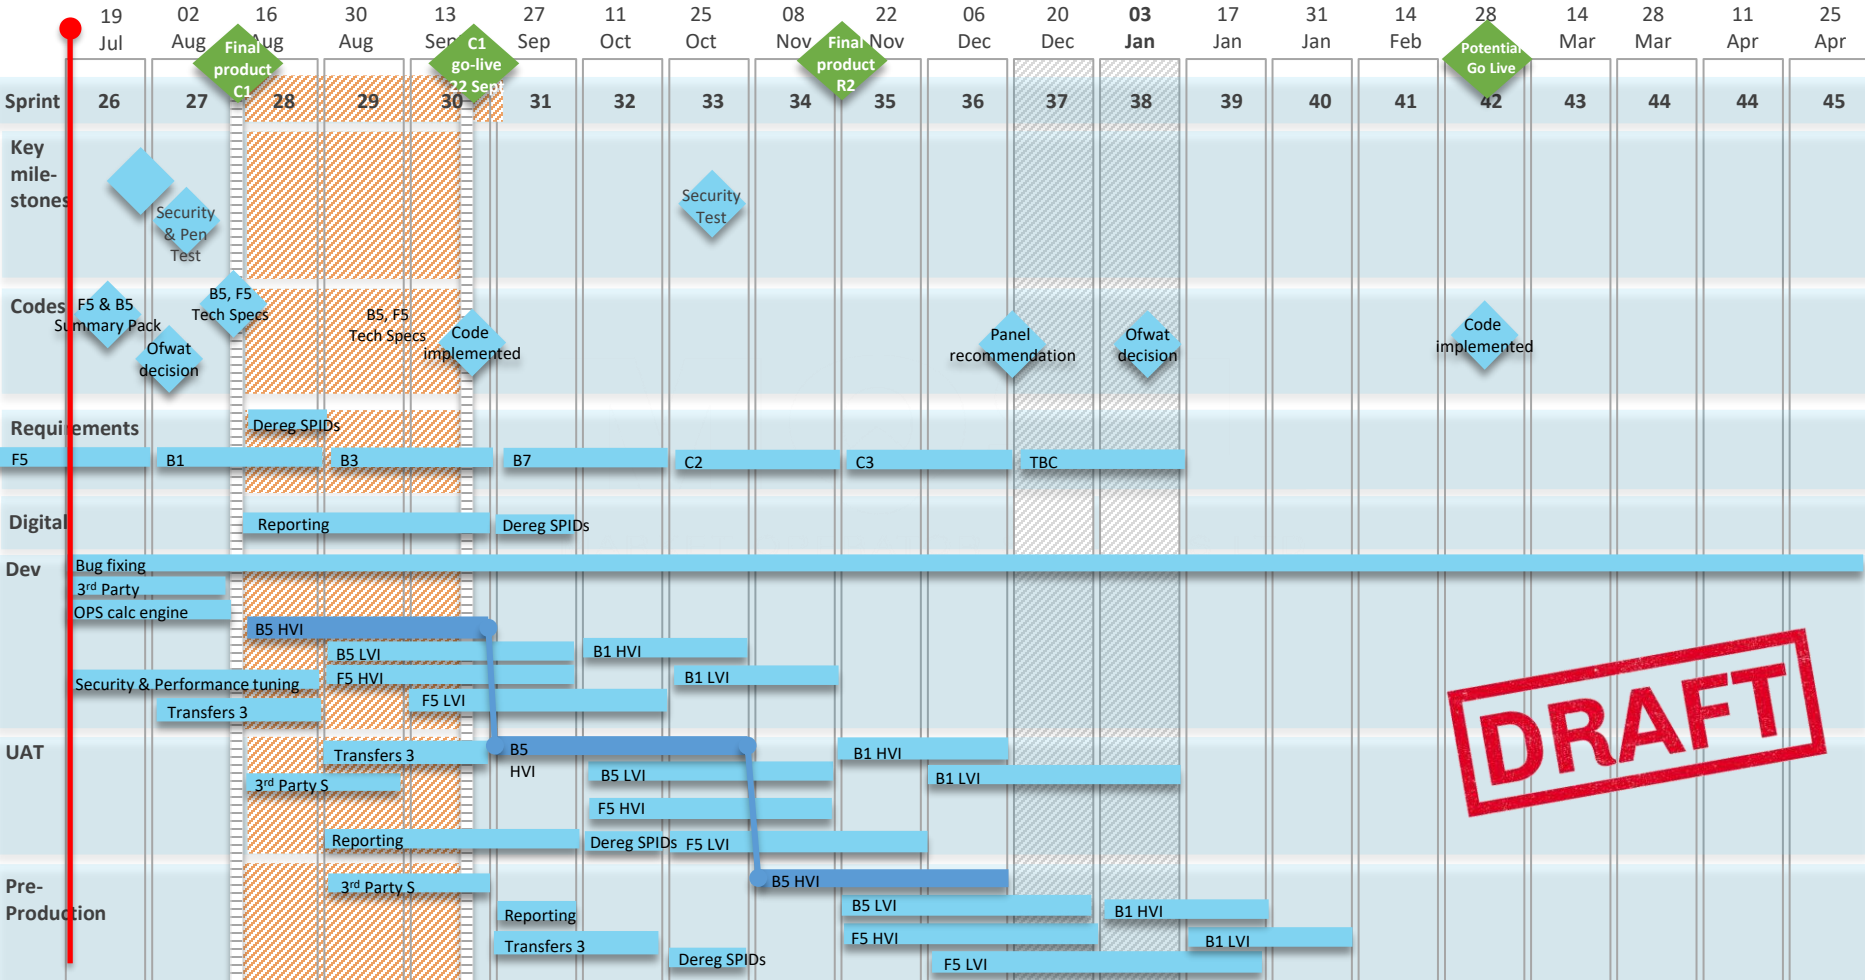 19 02 16 30 13 27 11 25 08 22 06 20 03 17 31 14 28 14 28 11 25
Jul Aug Aug Aug Sep Sep Oct Oct Nov Nov Dec Dec Jan Jan Jan Feb Mar Mar Apr Apr
Final
product
C1
C1
go-live
22 Sept
Final
product
R2
Potential
Go Live
Sprint 26 27 28 29 30 31 32 33 34 35 36 37 38 39 40 41 42 43 44 44 45
Key
mile-
stones
Security
& Pen
Test
Security
Test
Codes
F5 & B5
Summary Pack
Ofwat
decision
B5, F5
Tech Specs
B5, F5
Tech Specs
Code
implemented
Panel
recommendation
Ofwat
decision
Code
implemented
Requirements
Dereg SPIDs
F5 B1 B3 B7 C2 C3 TBC
Digital
Reporting
Dereg SPIDs
Dev
Bug fixing
3rd Party
OPS calc engine
B5 HVI
B5 LVI
B1 HVI
F5 HVI
B1 LVI
Security & Performance tuning
F5 LVI
Transfers 3
UAT
Transfers 3
B5
HVI
B1 HVI
B5 LVI
B1 LVI
3rd Party S
F5 HVI
Reporting
Dereg SPIDs
F5 LVI
Pre-
Production
3rd Party S
B5 HVI
Reporting
B5 LVI
B1 HVI
Transfers 3
F5 HVI
B1 LVI
Dereg SPIDs
F5 LVI
DRAFT